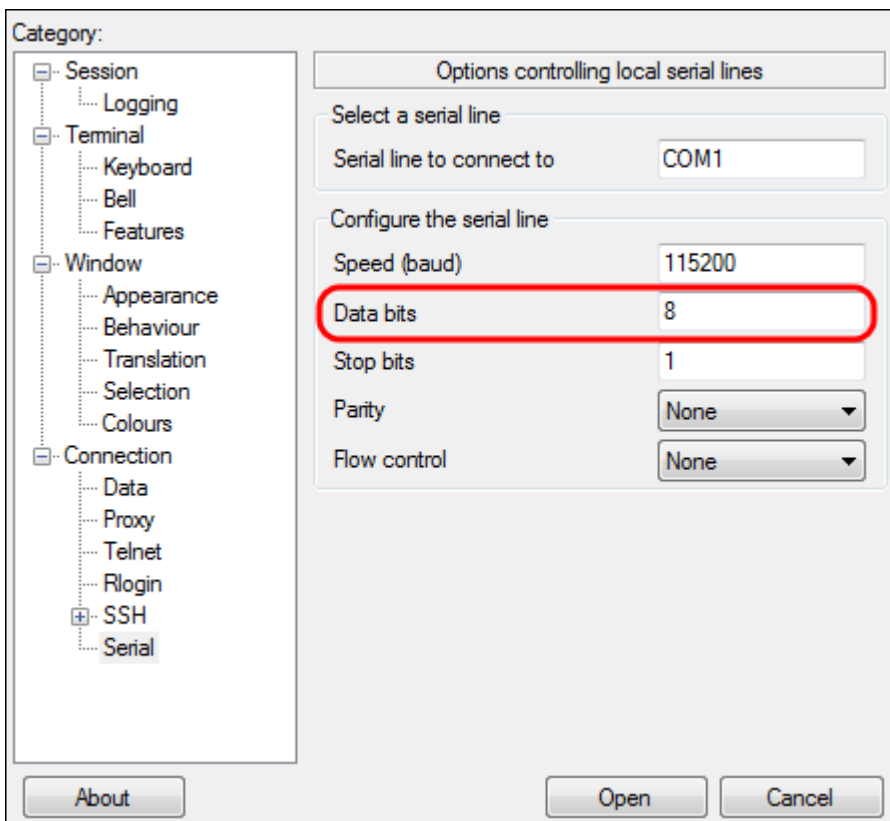 Category:
Session
Logging
Terminal
Keyboard
Bell
Features
Window
Appearance
Behaviour
Translation
Selection
Colours
Connection
Data
Proxy
Telnet
Rlogin
SSH
Serial
Options controlling local serial lines
Select a serial line
Serial line to connect to COM1
Configure the serial line
Speed (baud) 115200
Data bits 8
Stop bits 1
Parity None
Flow control None
About Open Cancel